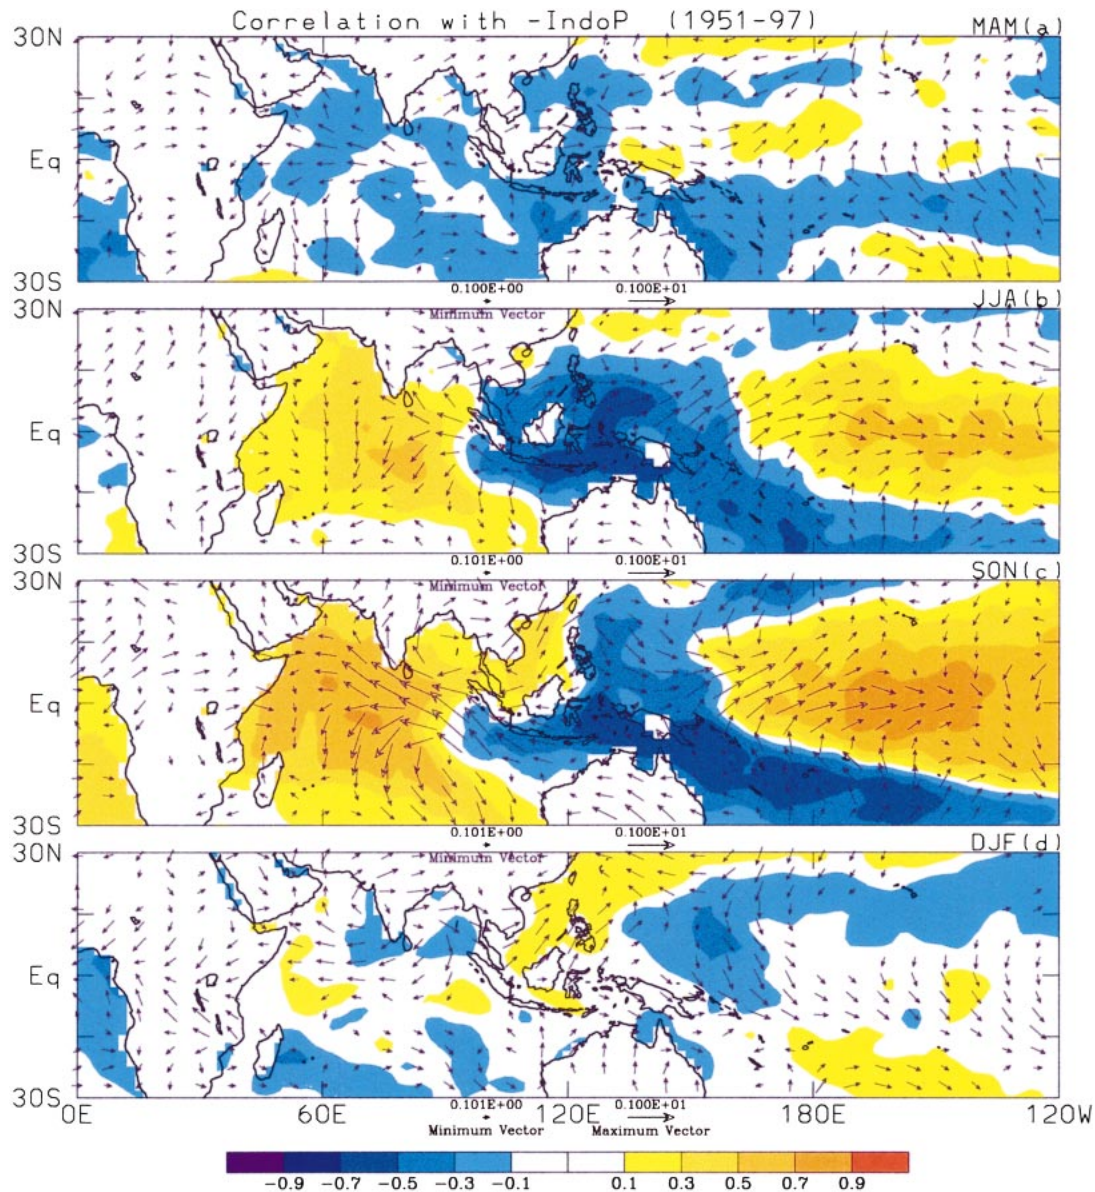 Correlation with -IndoP (1951-97)
MAM(a)
30N
Eq
30S
0.100E+00 0.100E+01
Minimum Vector
JJA(b)
30N
Eq
30S
0.101E+00 0.100E+01
Minimum Vector
SON(c)
30N
Eq
30S
0.101E+00 0.100E+01
Minimum Vector
DJF(d)
30N
Eq
30S
0E 60E 120E 180E 120W
0.101E+00 0.100E+01
Minimum Vector Maximum Vector
-0.9 -0.7 -0.5 -0.3 -0.1 0.1 0.3 0.5 0.7 0.9